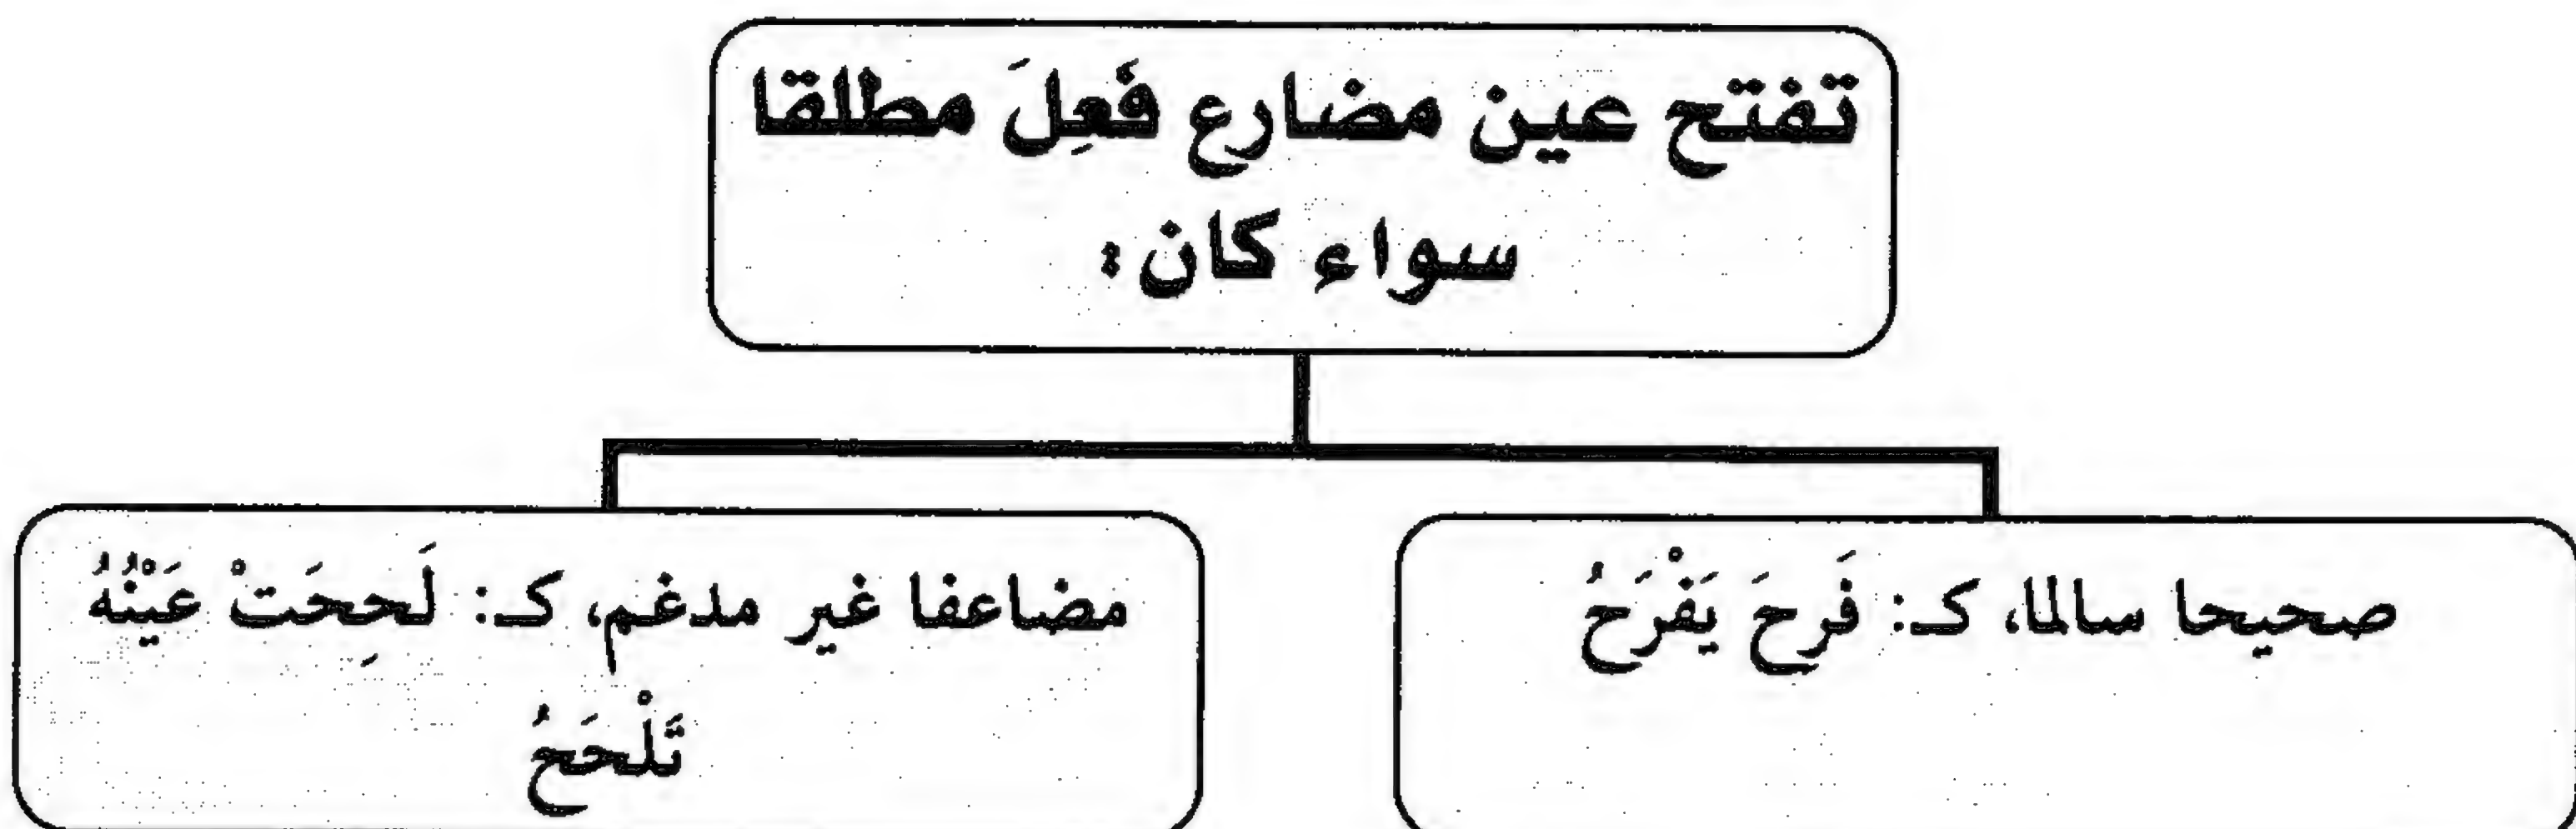 تفتح عين مضارع فَعِلَ مطلقا
سواء كان:
صحيحا سالما، كـ: فَرِحَ يَفْرَحُ
مضاعفا غير مدغم، كـ: لَحِحَتْ عَيْنُهُ
تَلْحَحُ